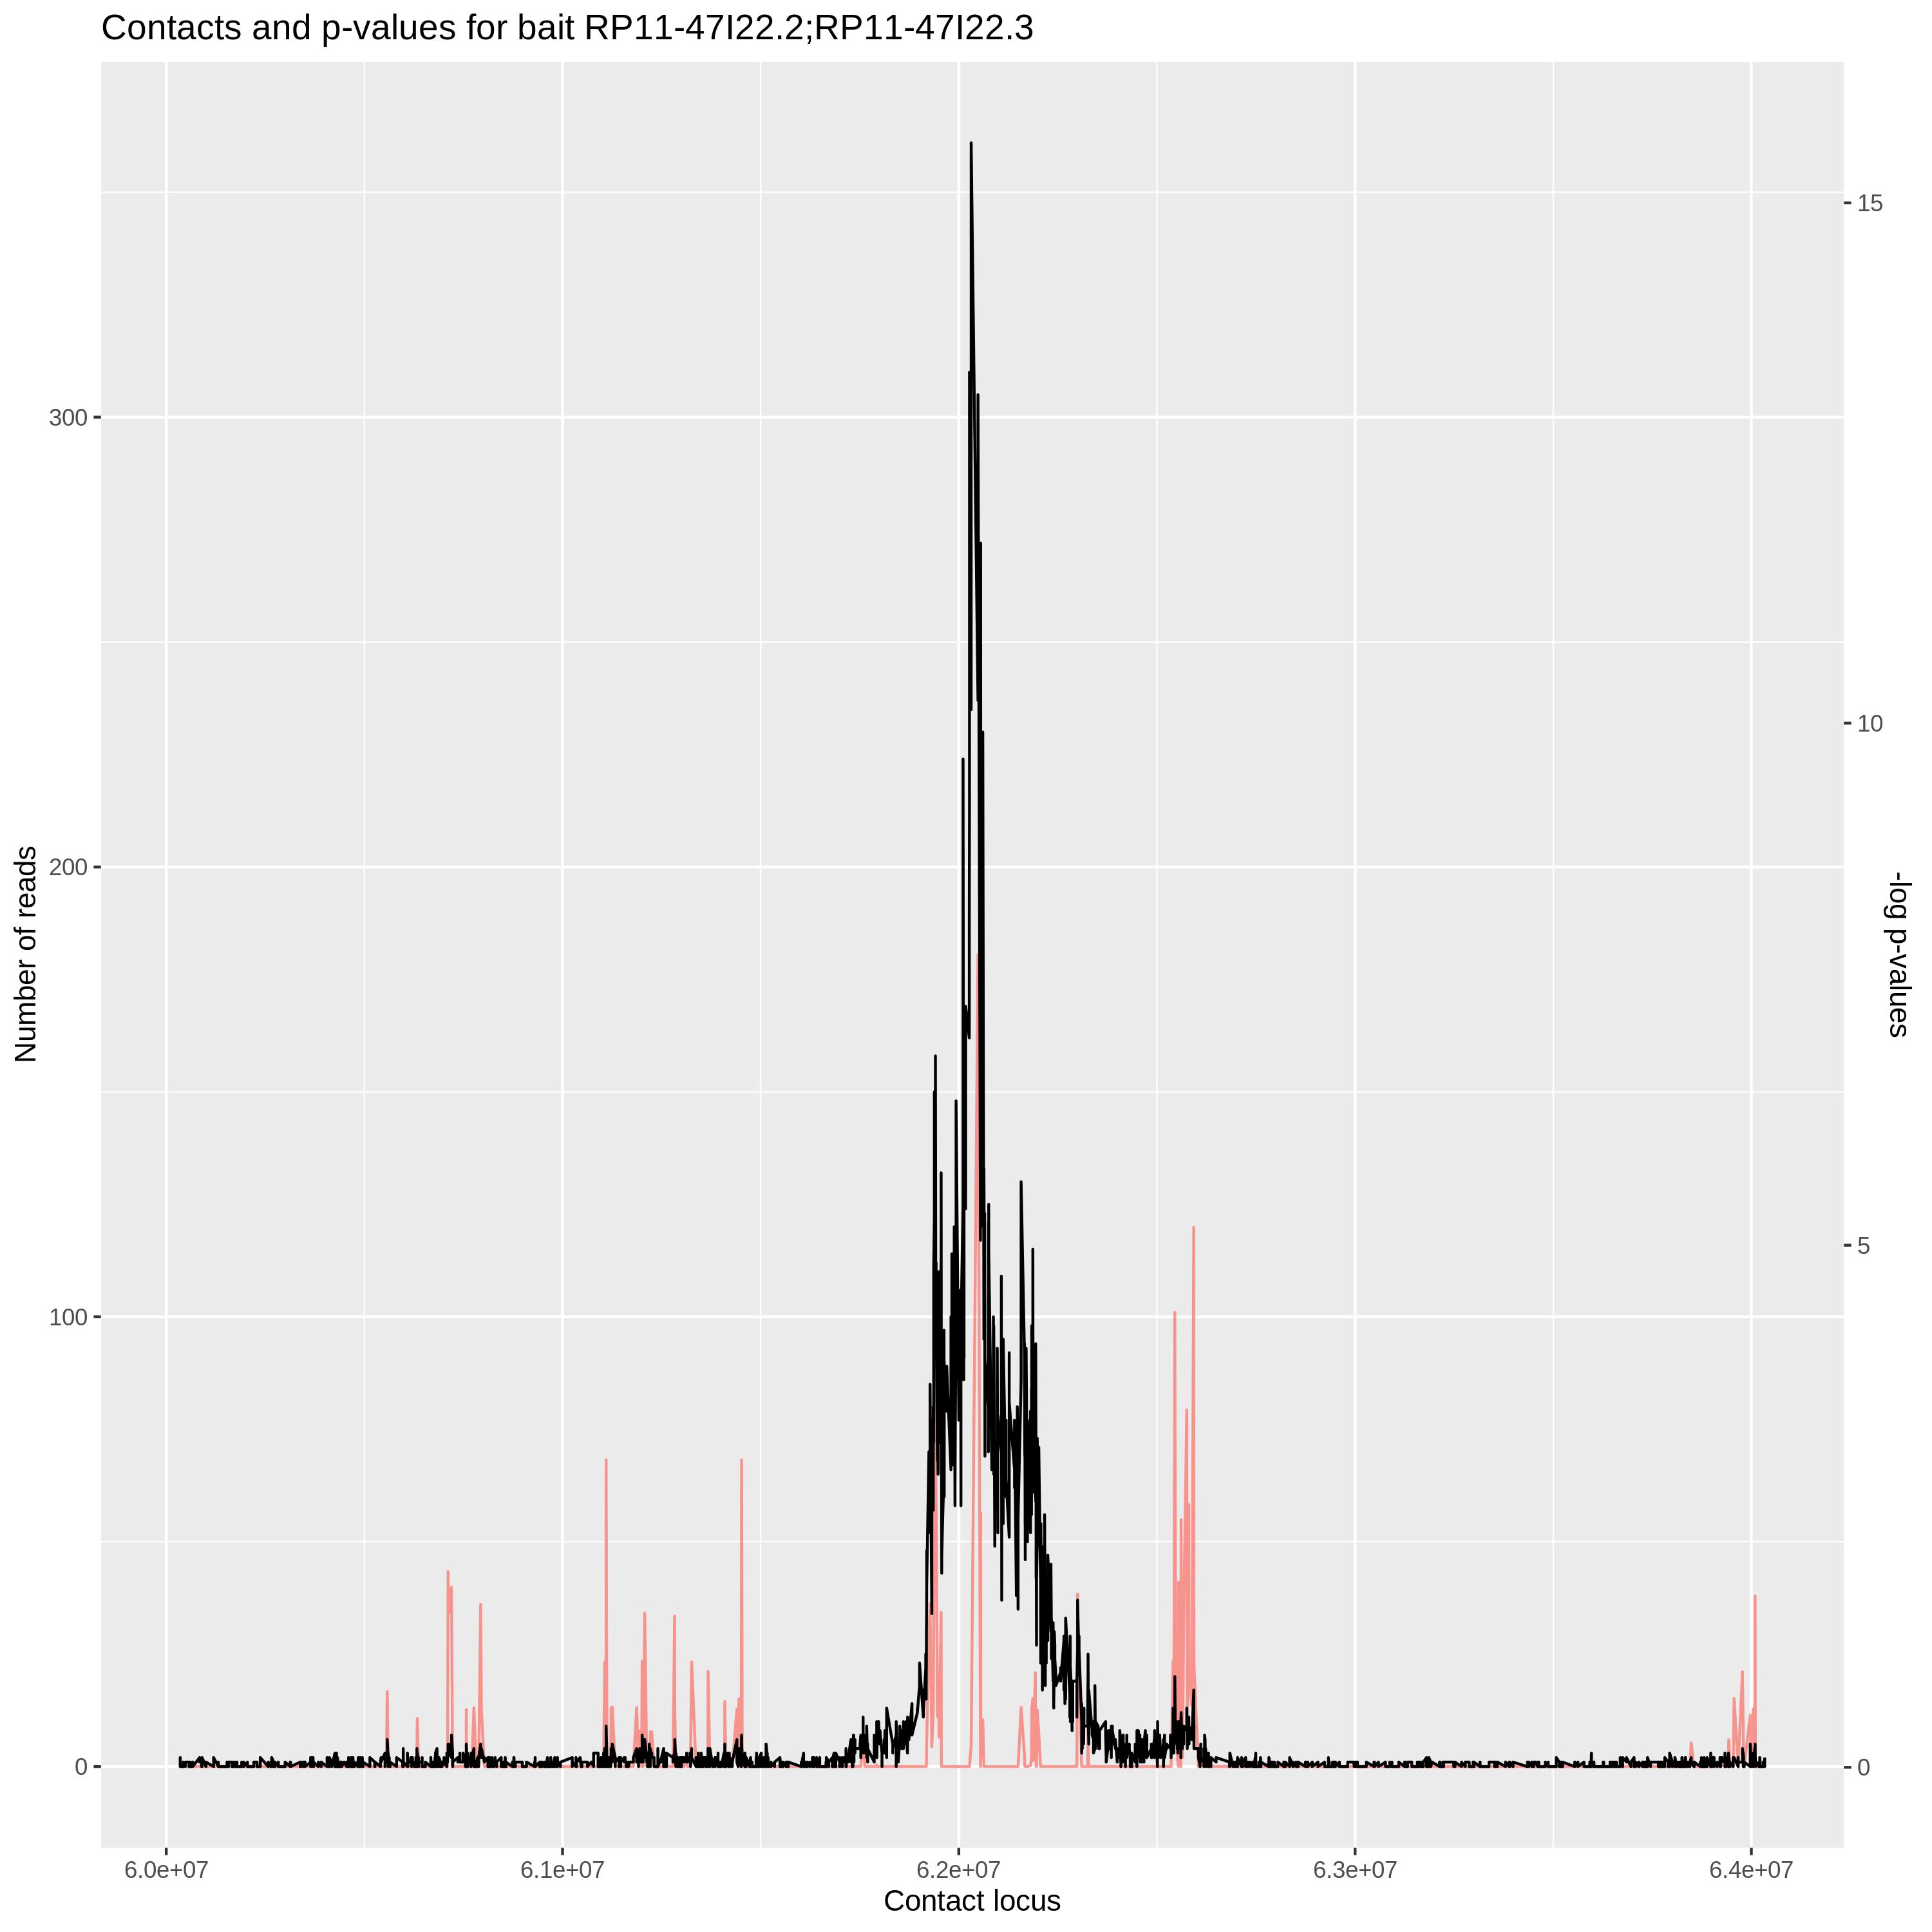 Contacts and p-values for bait RP11-47I22.2;RP11-47I22.3
Number of reads
300
200
100
0
15
10
5
0
-log p-values
6.0e+07
6.1e+07
6.2e+07
6.3e+07
6.4e+07
Contact locus